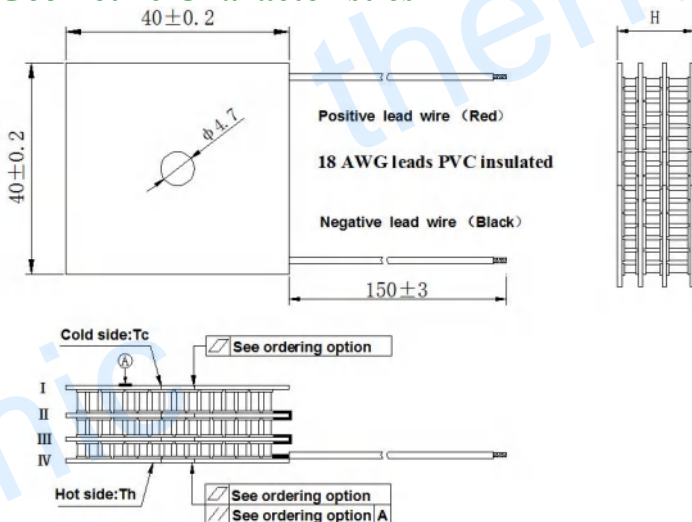 40±0.2
H
40±0.2
ϕ4.7
Positive lead wire (Red)
18 AWG leads PVC insulated
Negative lead wire (Black)
150±3
Cold side:Tc
See ordering option
A
I
II
III
IV
Hot side:Th
See ordering option
// See ordering option A